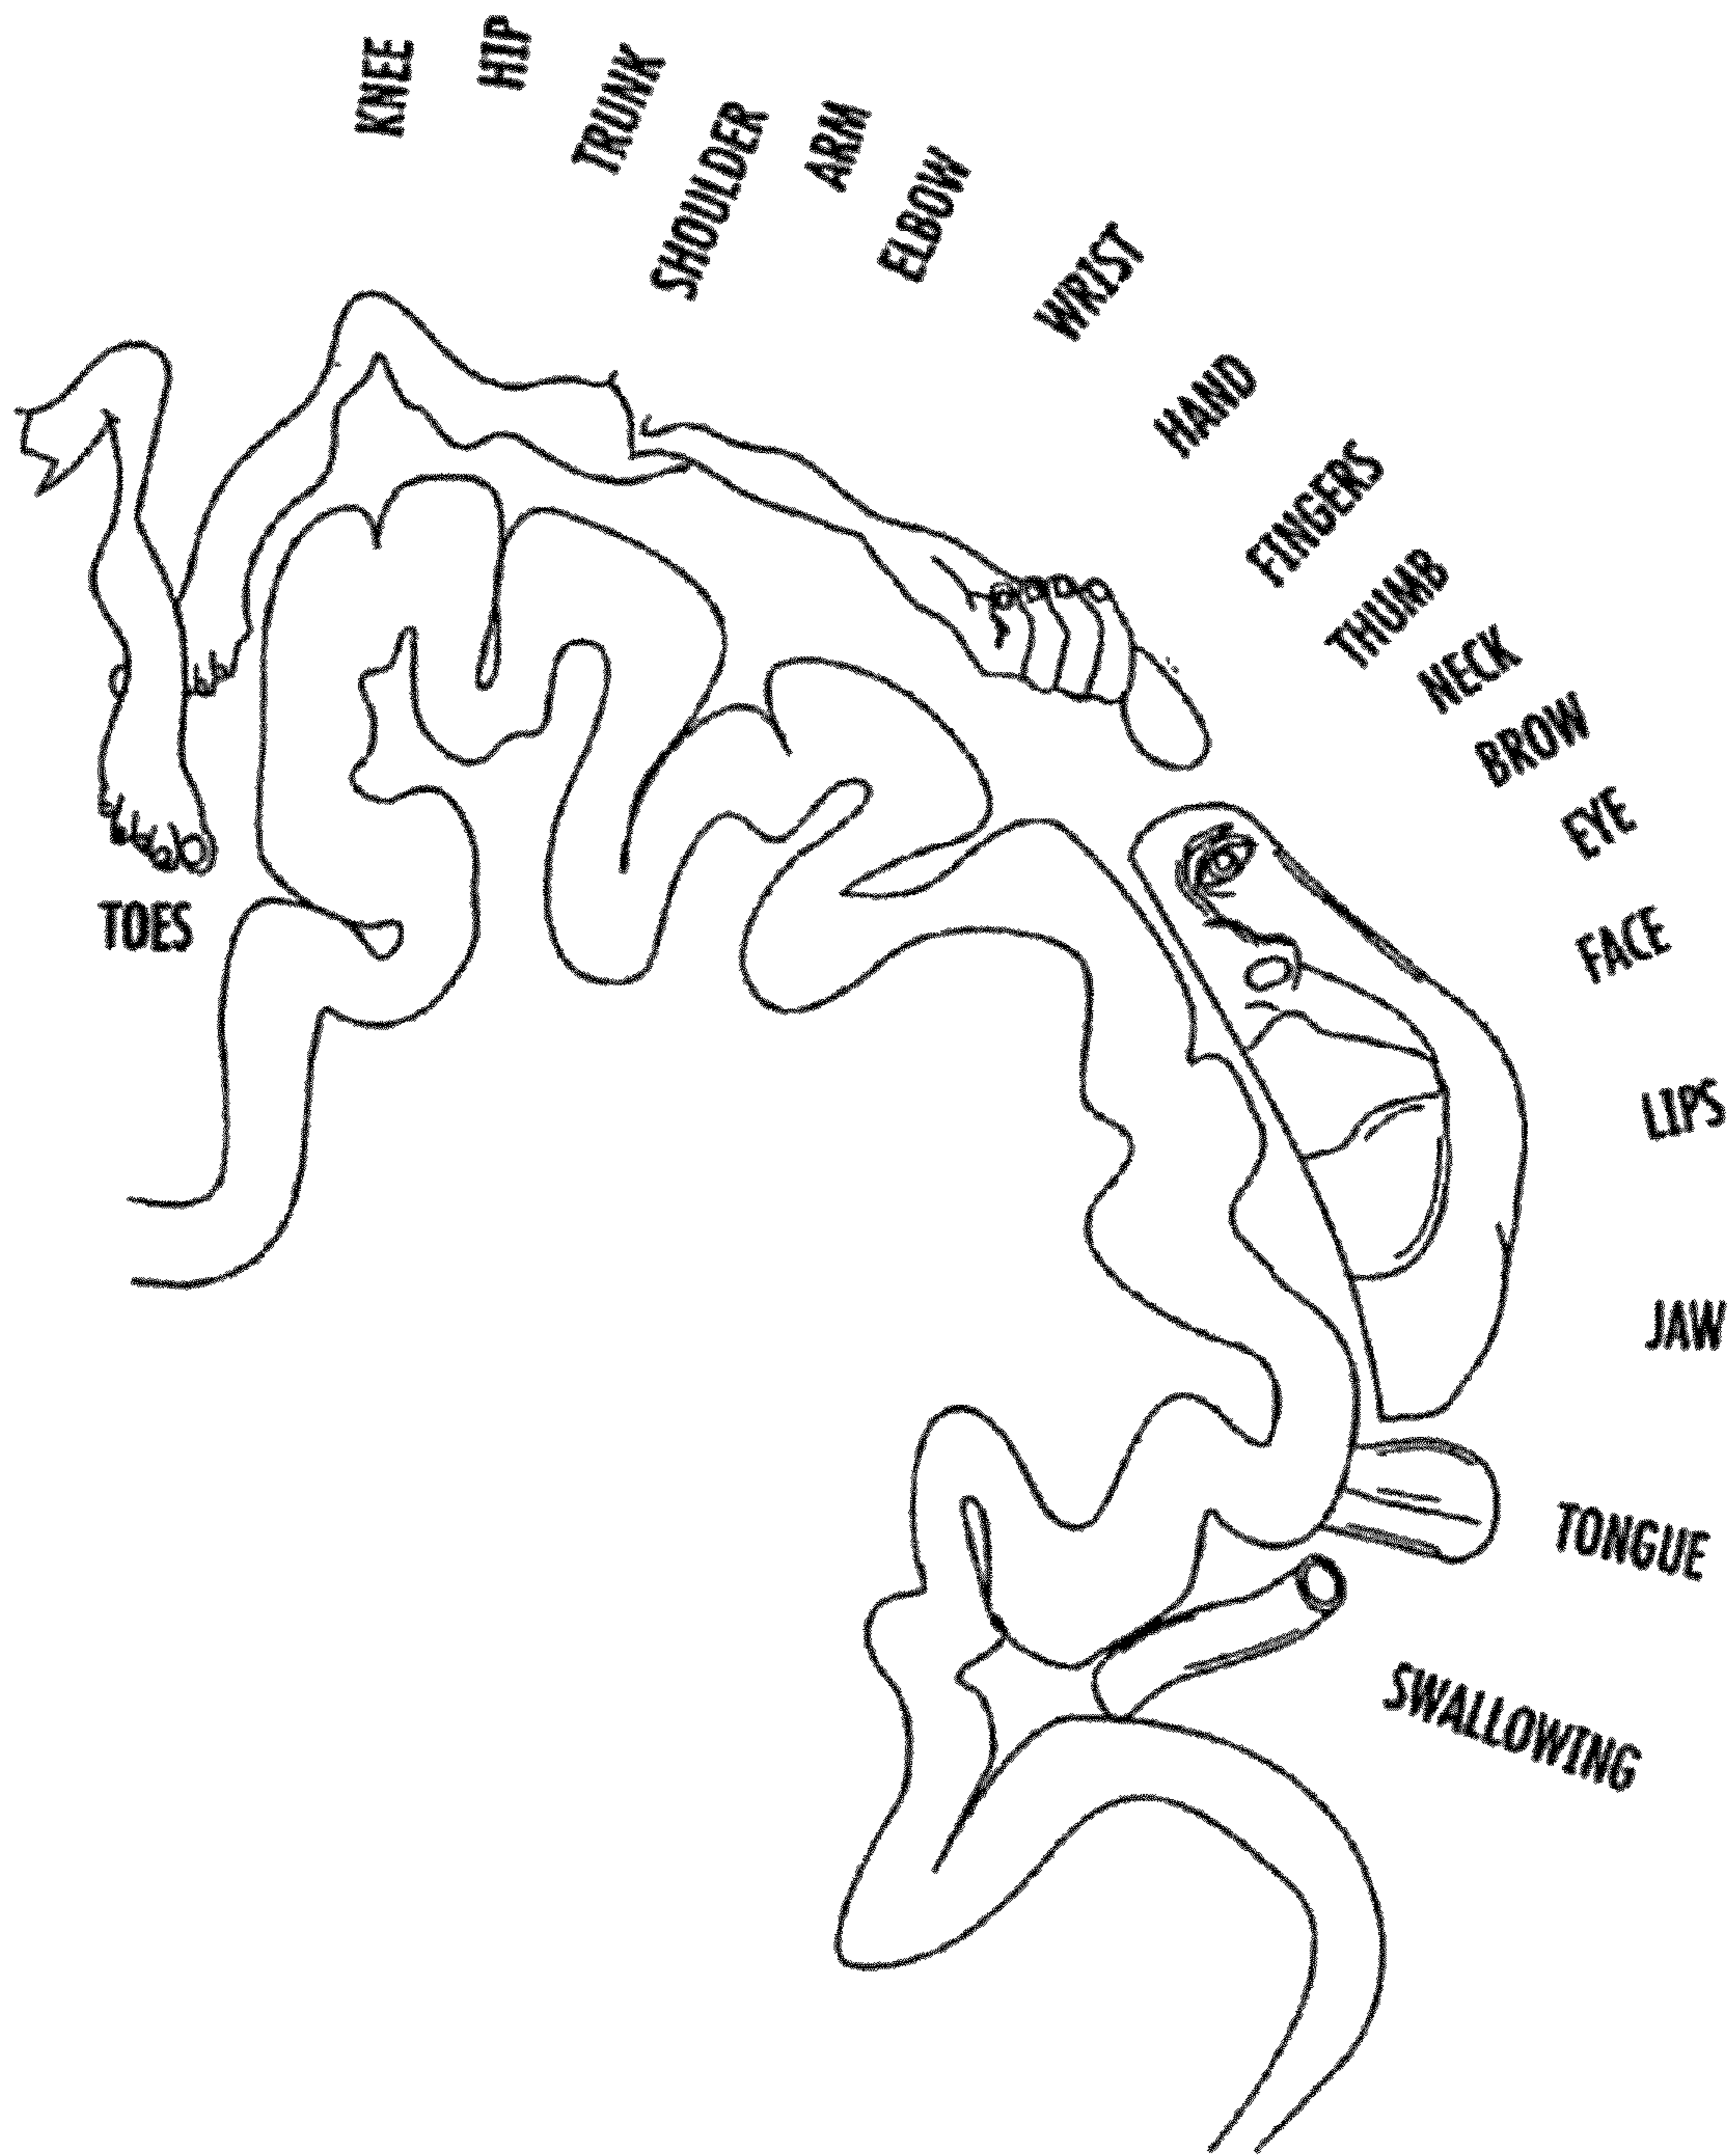 KNEE
HIP
TRUNK
SHOULDER
ARM
ELBOW
WRIST
HAND
FINGERS
THUMB
NECK
BROW
EYE
FACE
LIPS
JAW
TONGUE
SWALLOWING
TOES